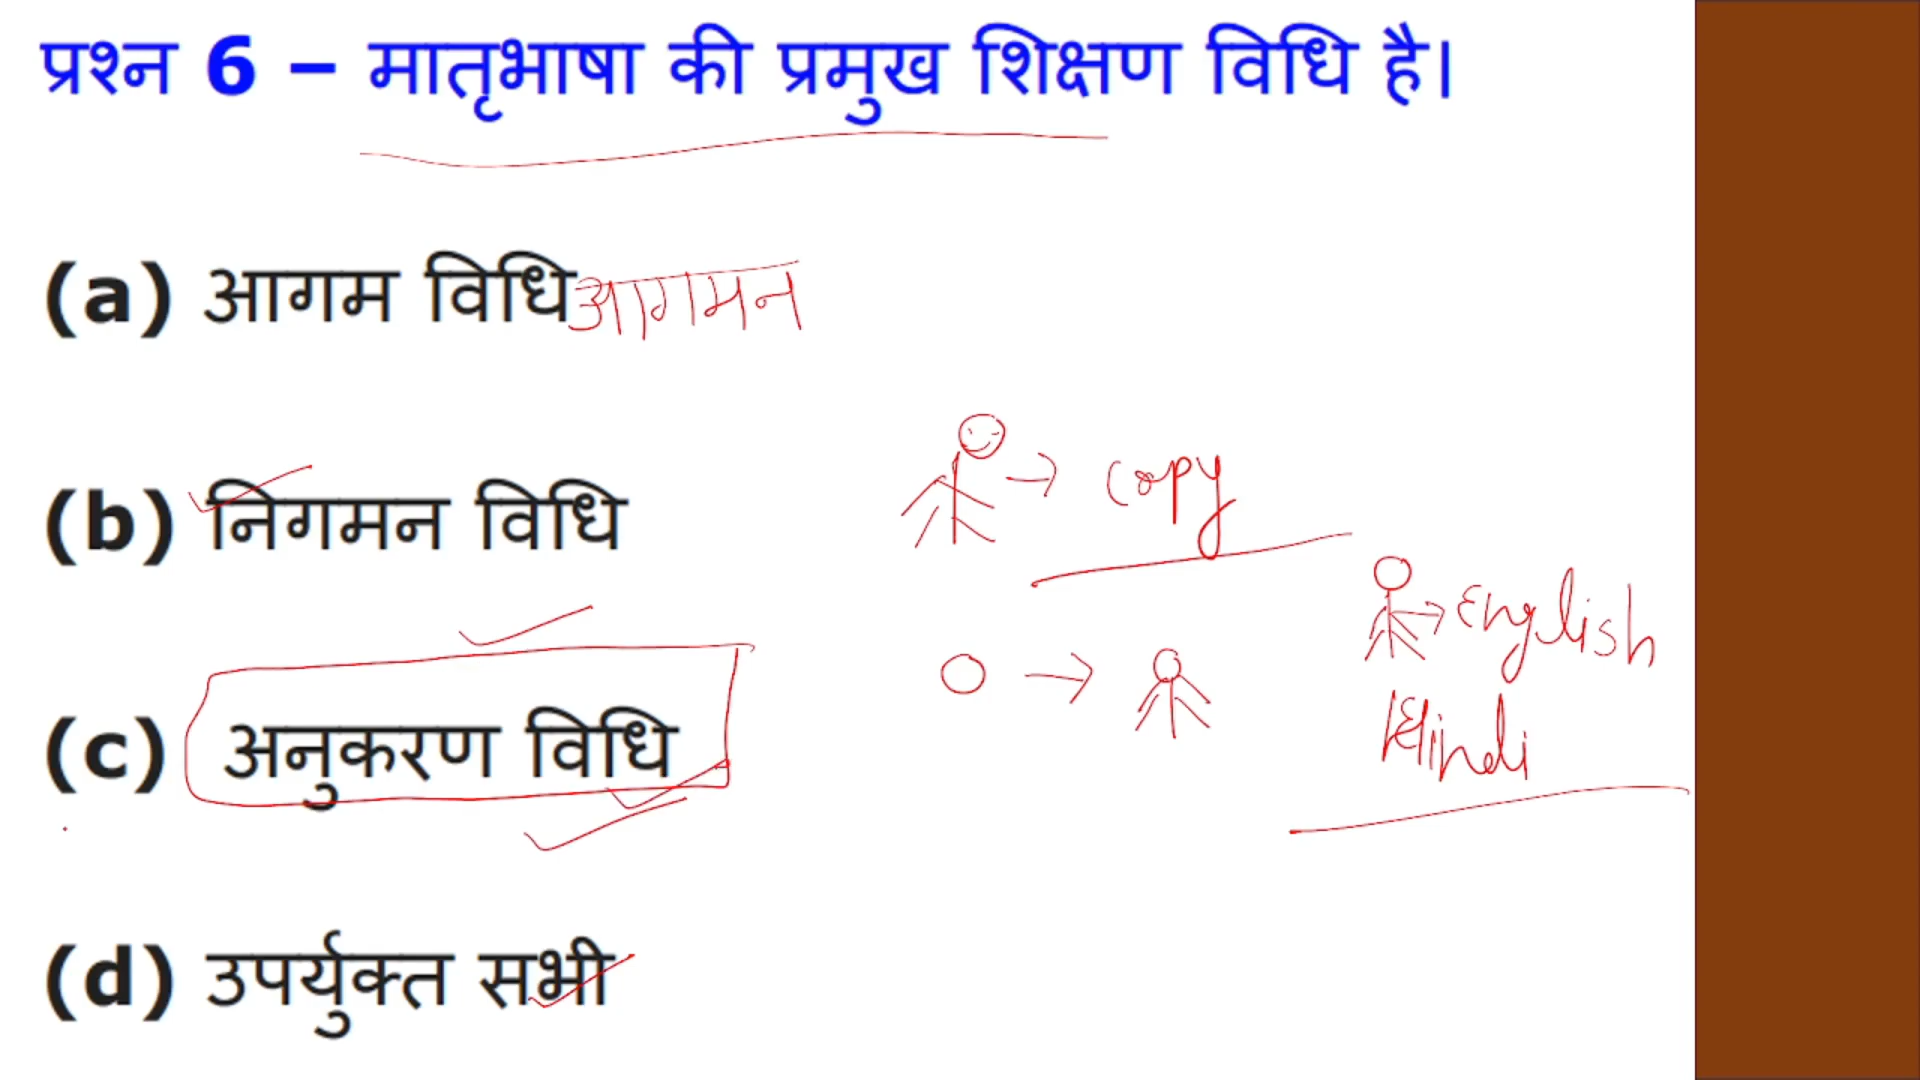 प्रश्न 6 – मातृभाषा की प्रमुख शिक्षण विधि है।
(a) आगम विधि आगमन
(b) निगमन विधि
copy
English
Hindi
(c) अनुकरण विधि
(d) उपर्युक्त सभी